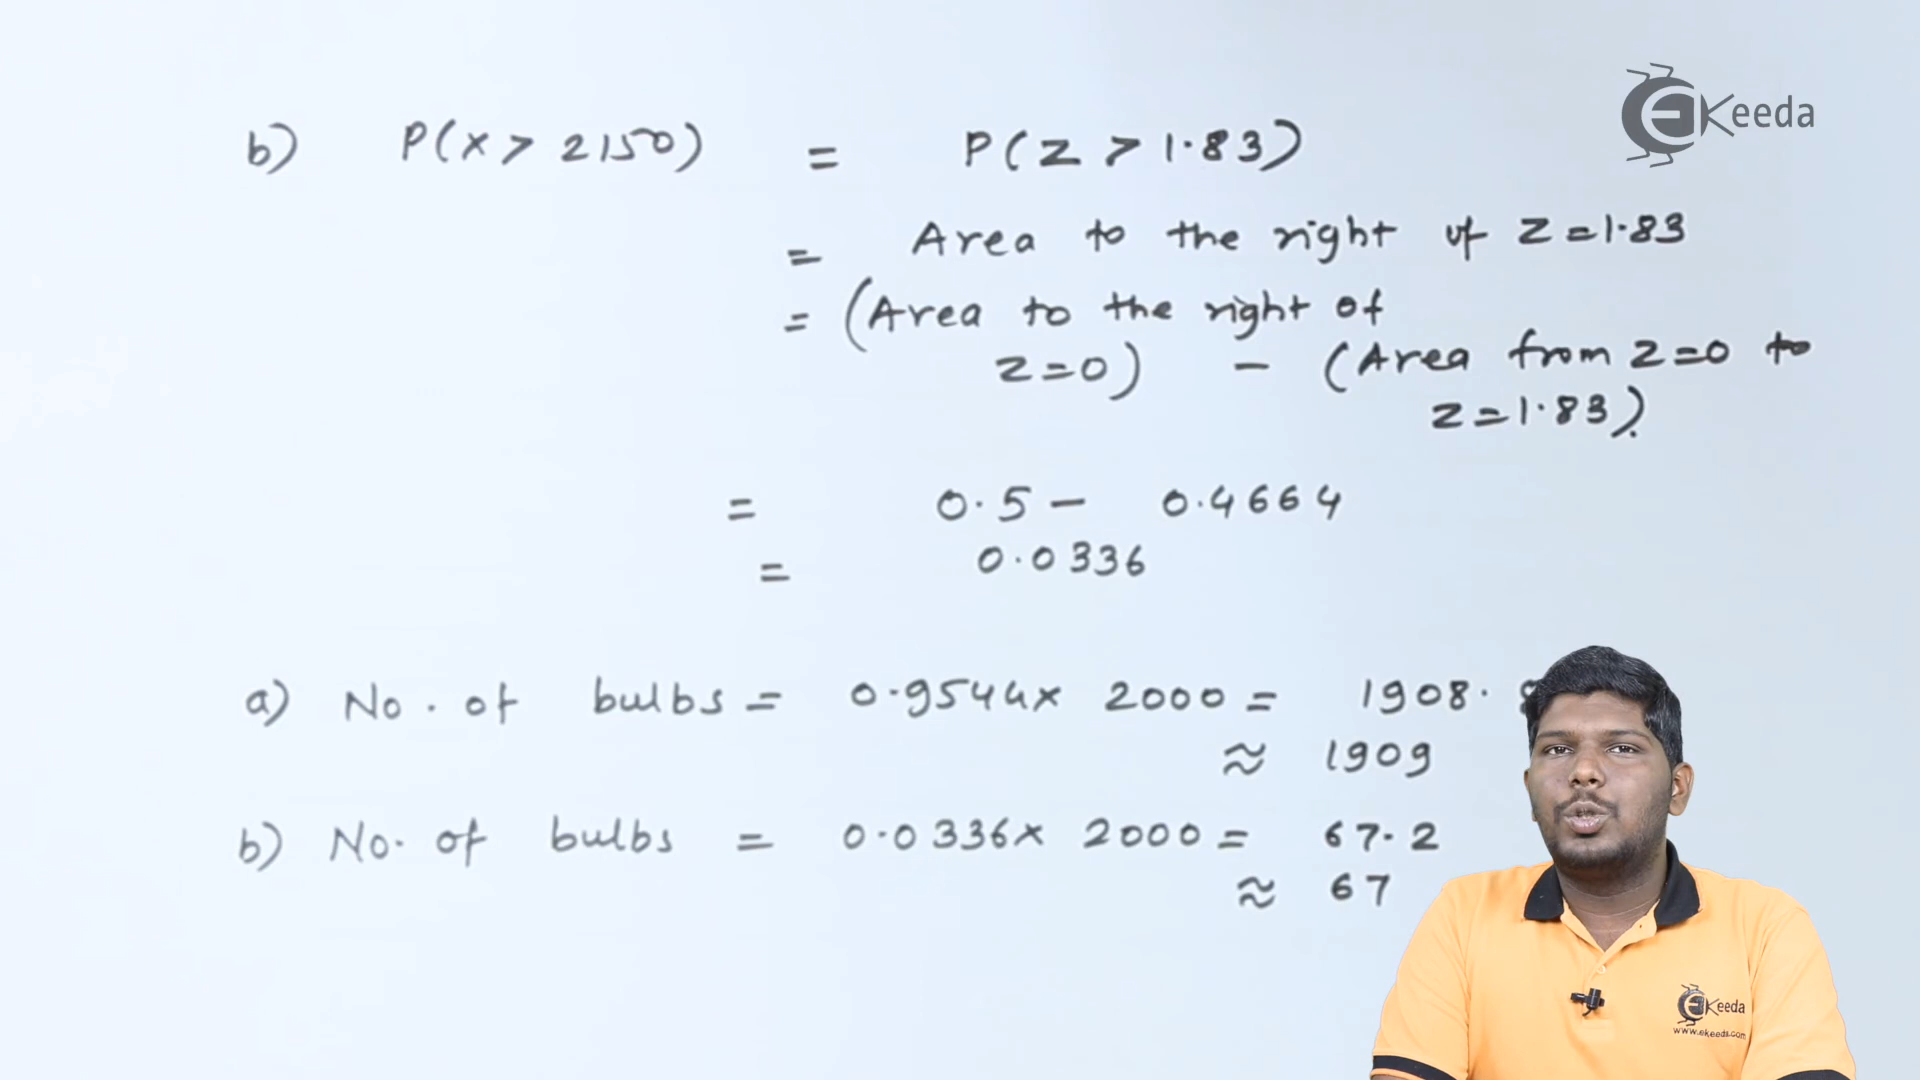 EKeeda
b) P(x > 2150) = P(z > 1.83)
= Area to the right of z = 1.83
= (Area to the right of
z = 0) - (Area from z = 0 to
z = 1.83).
= 0.5 - 0.4664
= 0.0336
a) No. of bulbs = 0.9544 x 2000 = 1908.
≈ 1909
b) No. of bulbs = 0.0336 x 2000 = 67.2
≈ 67
EKeeda
www.ekeeda.com